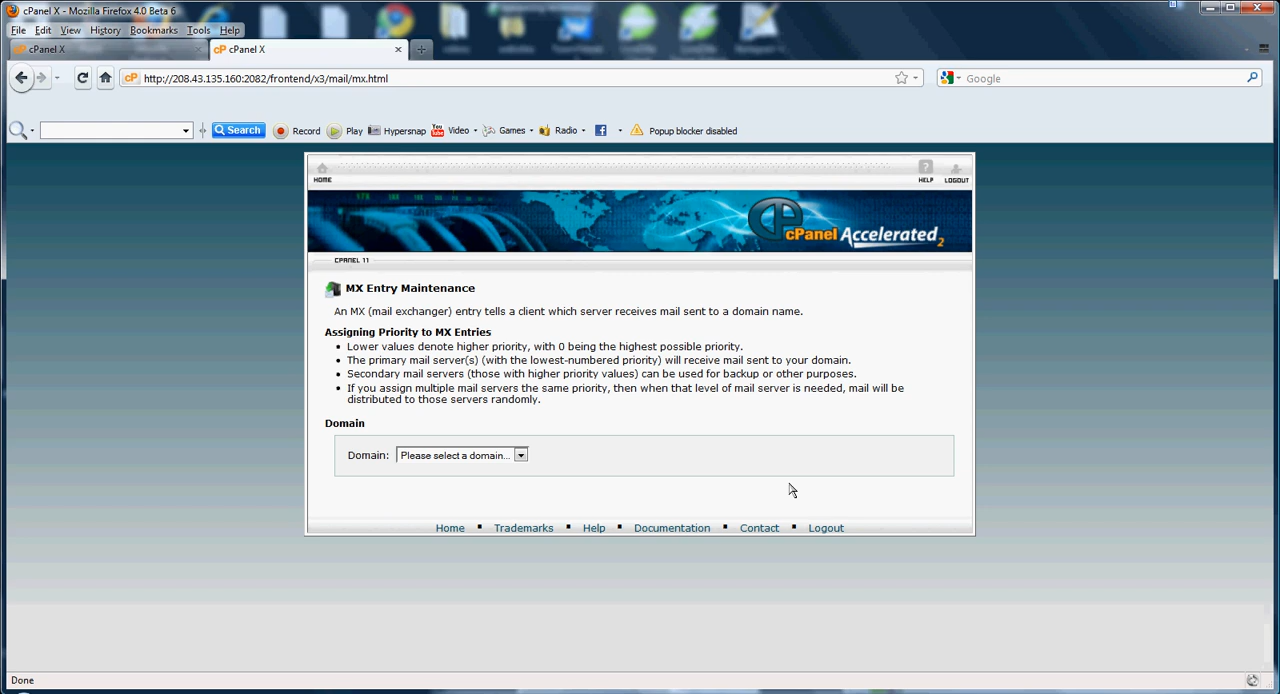 cPanel X - Mozilla Firefox 4.0 Beta 6
File Edit View History Bookmarks Tools Help
cPanel X
cPanel X
http://208.43.135.160:2082/frontend/x3/mail/mx.html
Google
Search Record Play Hypersnap Video Games Radio Popup blocker disabled
HOME HELP LOGOUT
cPanel Accelerated2
CPANEL 11
MX Entry Maintenance
An MX (mail exchanger) entry tells a client which server receives mail sent to a domain name.
Assigning Priority to MX Entries
• Lower values denote higher priority, with 0 being the highest possible priority.
• The primary mail server(s) (with the lowest-numbered priority) will receive mail sent to your domain.
• Secondary mail servers (those with higher priority values) can be used for backup or other purposes.
• If you assign multiple mail servers the same priority, then when that level of mail server is needed, mail will be
distributed to those servers randomly.
Domain
Domain: Please select a domain...
Home ▪ Trademarks ▪ Help ▪ Documentation ▪ Contact ▪ Logout
Done